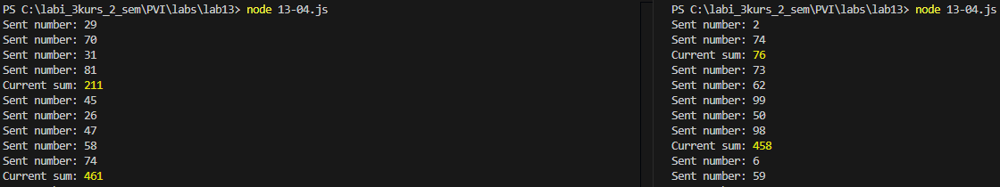 PS C:\labi_3kurs_2_sem\PVI\labs\lab13> node 13-04.js
Sent number: 29
Sent number: 70
Sent number: 31
Sent number: 81
Current sum: 211
Sent number: 45
Sent number: 26
Sent number: 47
Sent number: 58
Sent number: 74
Current sum: 461
PS C:\labi_3kurs_2_sem\PVI\labs\lab13> node 13-04.js
Sent number: 2
Sent number: 74
Current sum: 76
Sent number: 73
Sent number: 62
Sent number: 99
Sent number: 50
Sent number: 98
Current sum: 458
Sent number: 6
Sent number: 59